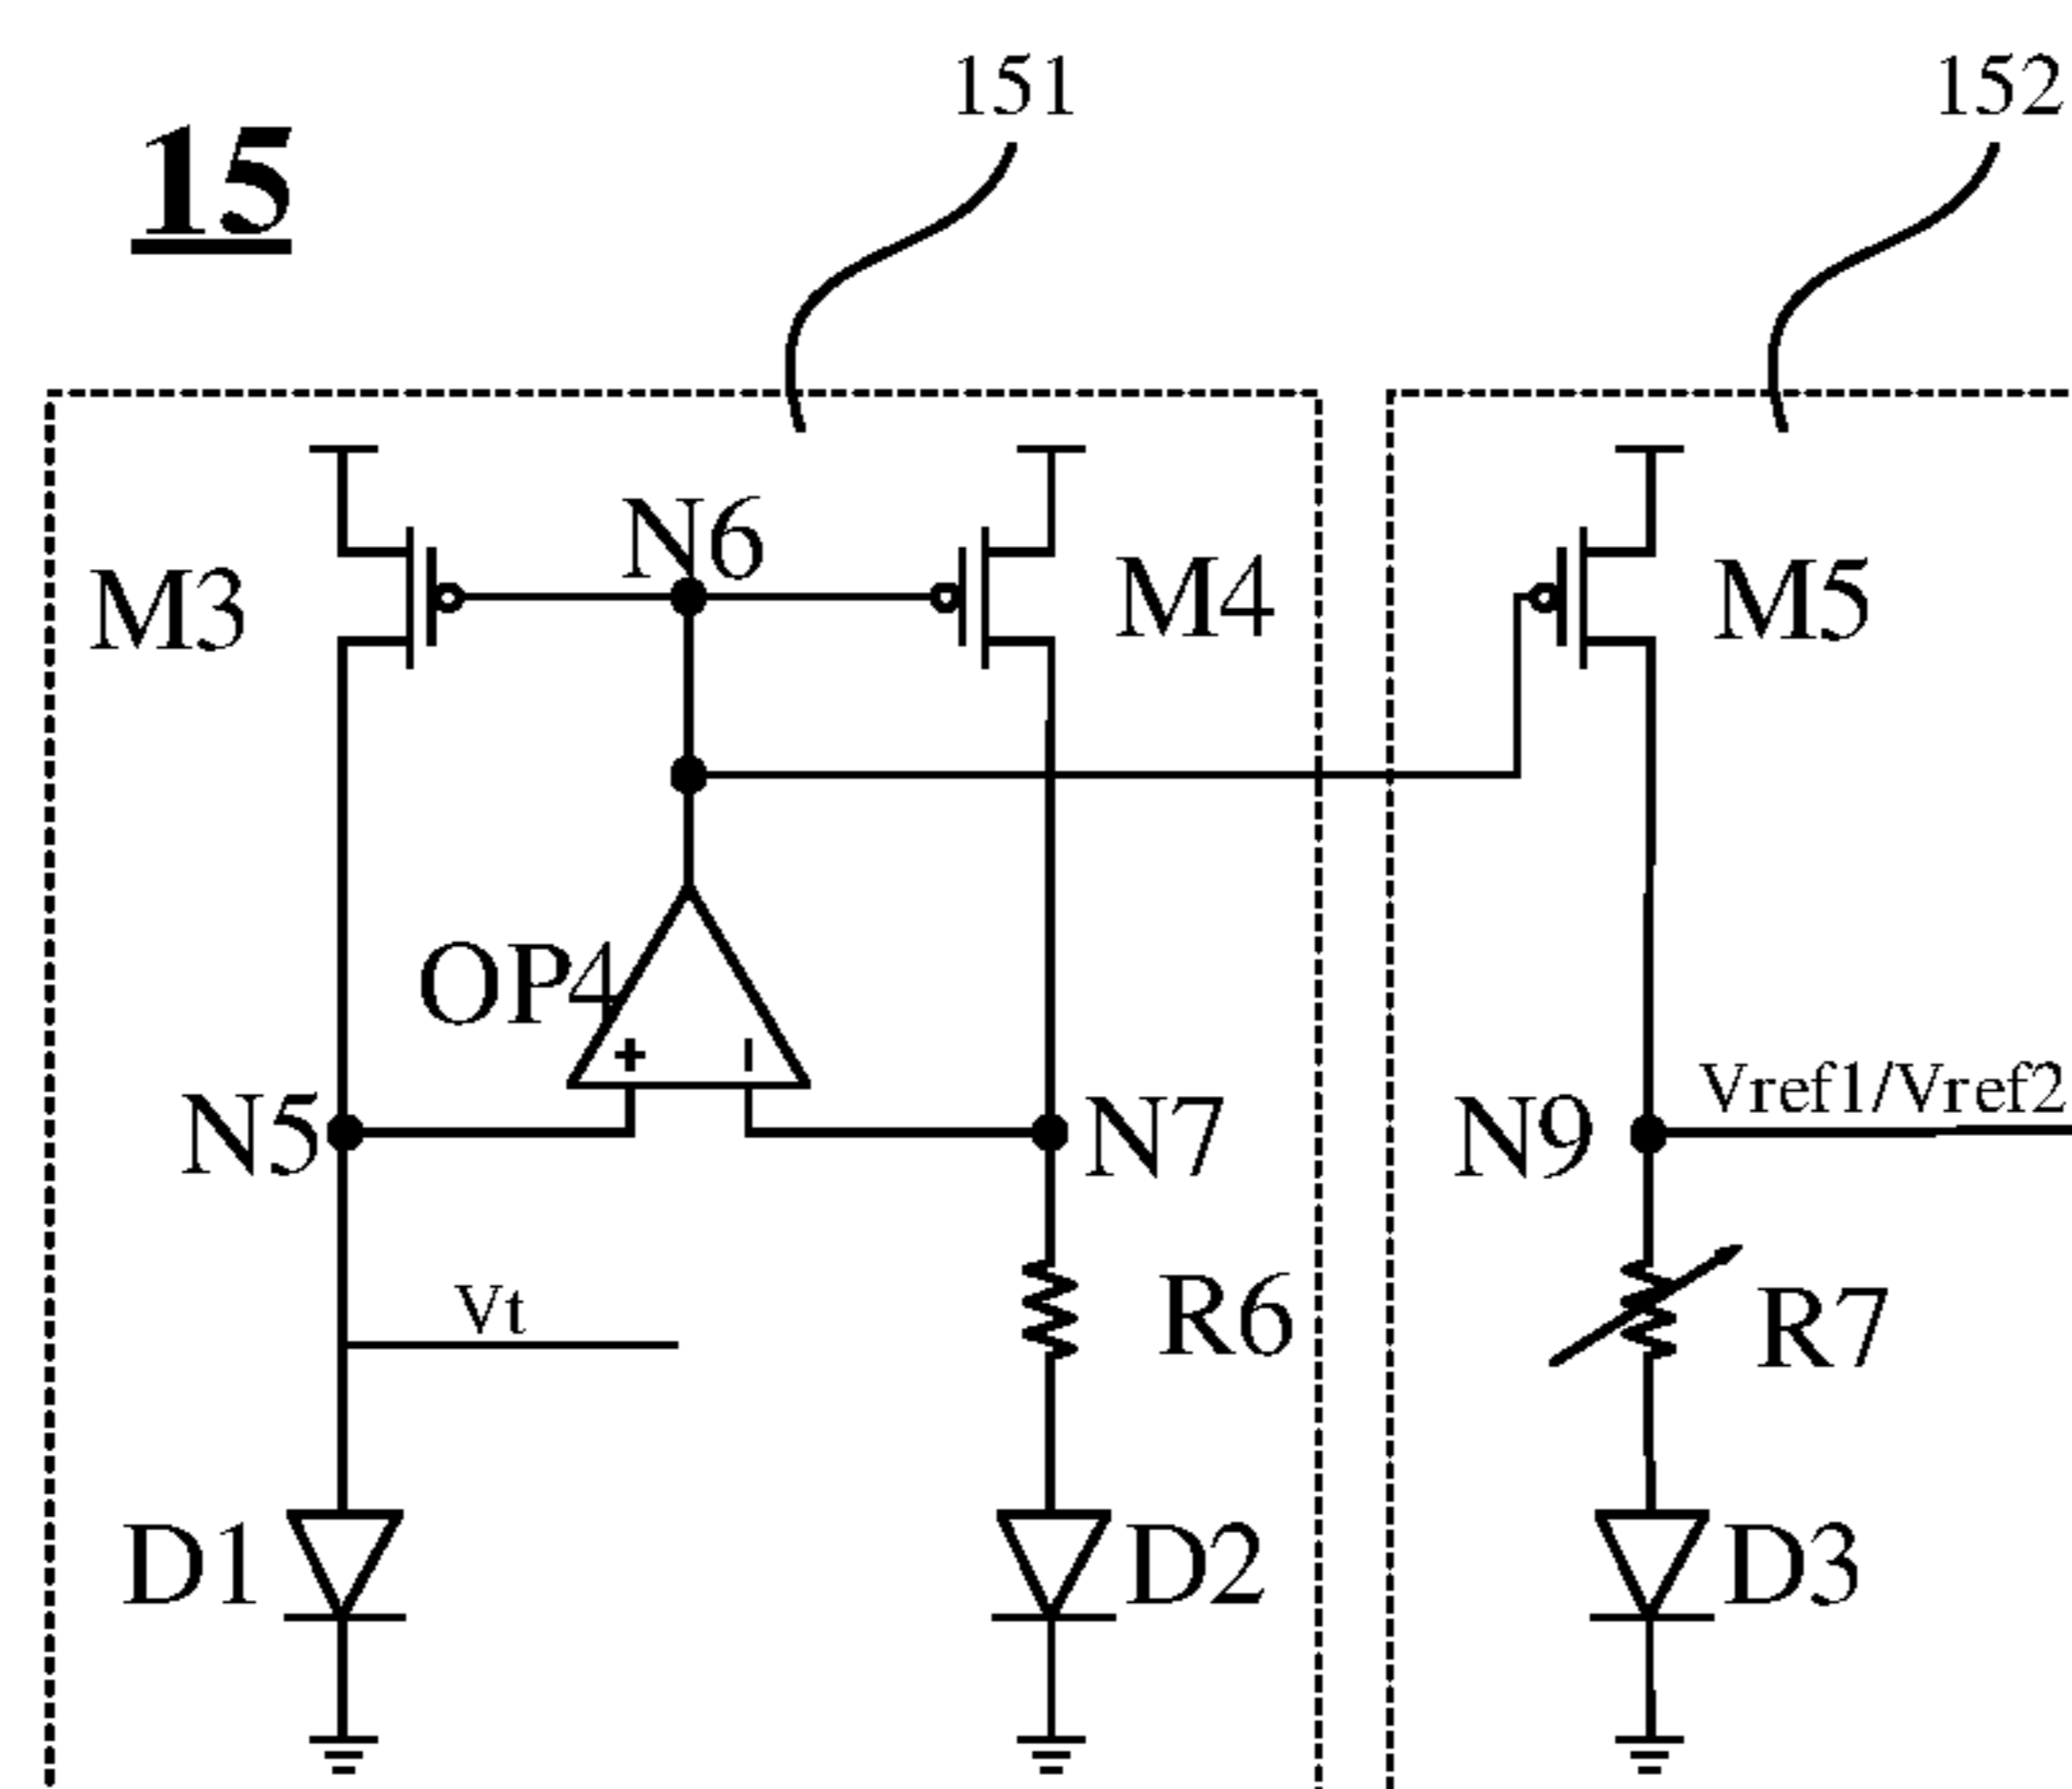 15
151
152
M3
N6
M4
M5
OP4
+
-
N5
N7
N9
Vref1/Vref2
Vt
R6
R7
D1
D2
D3